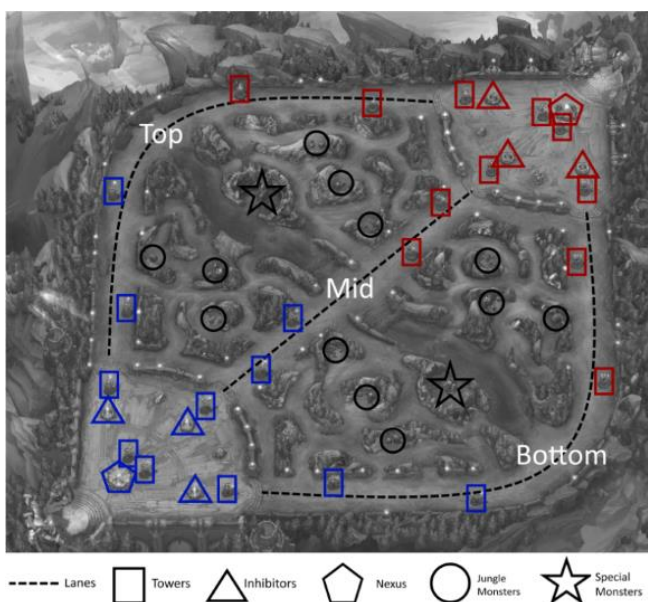 Top
Mid
Bottom
Lanes
Towers
Inhibitors
Nexus
Jungle
Monsters
Special
Monsters